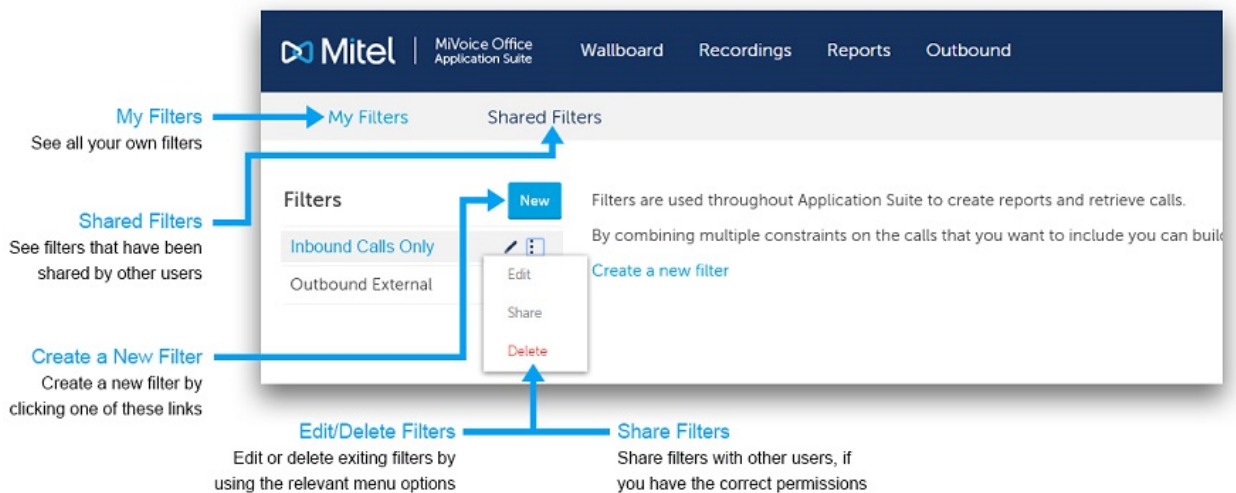 Mitel
MiVoice Office
Application Suite
Wallboard
Recordings
Reports
Outbound
My Filters
See all your own filters
My Filters
Shared Filters
Shared Filters
See filters that have been
shared by other users
Filters
New
Inbound Calls Only
Outbound External
Edit
Share
Delete
Filters are used throughout Application Suite to create reports and retrieve calls.
By combining multiple constraints on the calls that you want to include you can build
Create a new filter
Create a New Filter
Create a new filter by
clicking one of these links
Edit/Delete Filters
Edit or delete exiting filters by
using the relevant menu options
Share Filters
Share filters with other users, if
you have the correct permissions